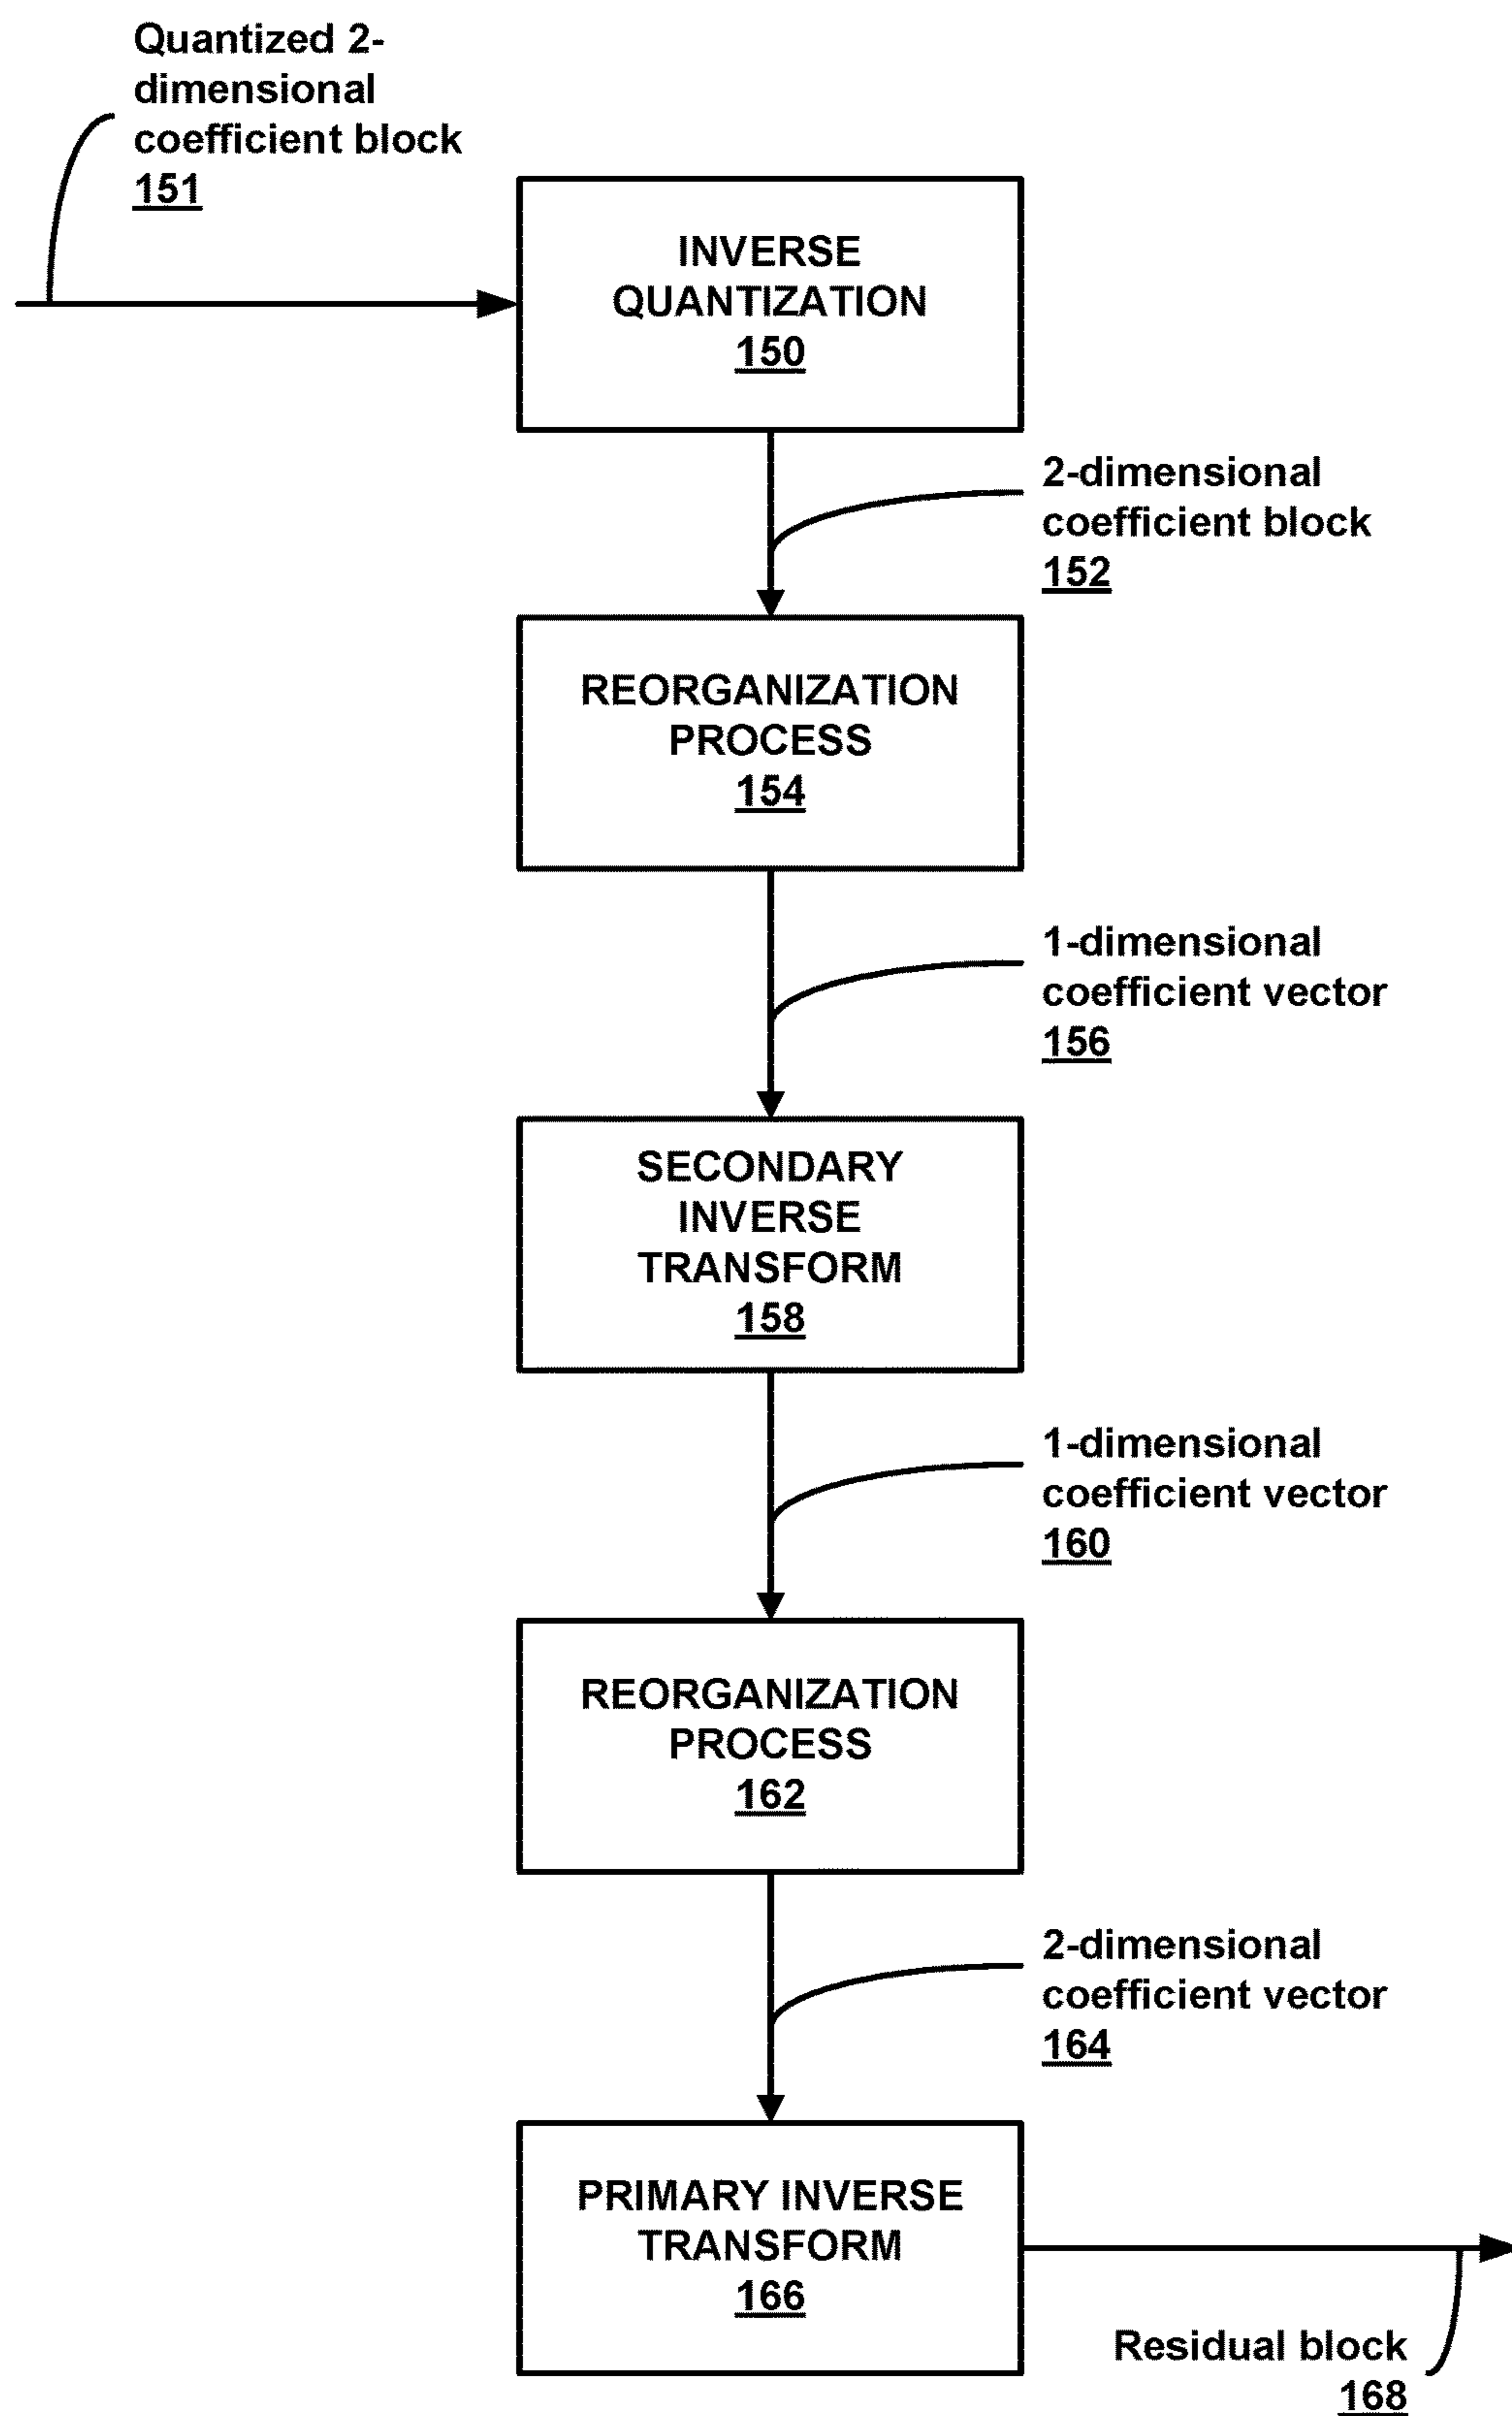 Quantized 2-
dimensional
coefficient block
151
INVERSE
QUANTIZATION
150
2-dimensional
coefficient block
152
REORGANIZATION
PROCESS
154
1-dimensional
coefficient vector
156
SECONDARY
INVERSE
TRANSFORM
158
1-dimensional
coefficient vector
160
REORGANIZATION
PROCESS
162
2-dimensional
coefficient vector
164
PRIMARY INVERSE
TRANSFORM
166
Residual block
168